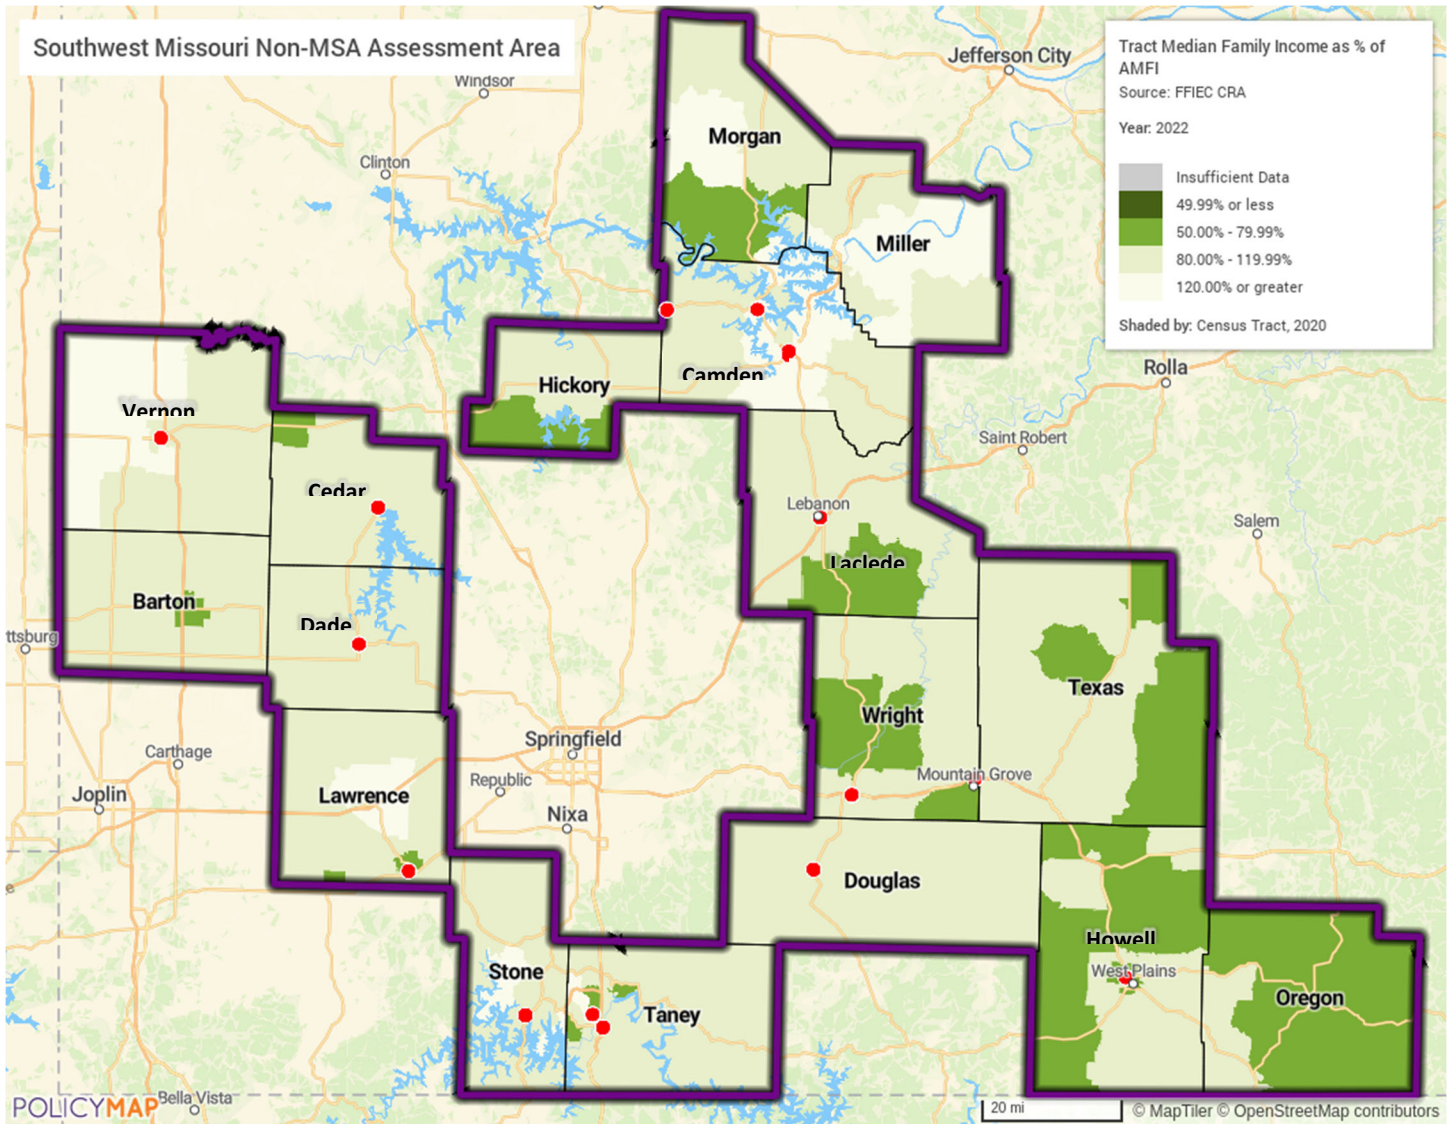 Southwest Missouri Non-MSA Assessment Area
Tract Median Family Income as % of
AMFI
Source: FFIEC CRA
Year: 2022
Insufficient Data
49.99% or less
50.00% - 79.99%
80.00% - 119.99%
120.00% or greater
Shaded by: Census Tract, 2020
Jefferson City
Windsor
Morgan
Clinton
Miller
Rolla
Camden
Hickory
Vernon
Saint Robert
Cedar
Lebanon
Salem
Laclede
Barton
Dade
ttsburg
Texas
Wright
Springfield
Carthage
Mountain Grove
Republic
Joplin
Lawrence
Nixa
Douglas
e
Howell
West Plains
Stone
Oregon
Taney
POLICYMAP
Bella Vista
20 mi
© MapTiler © OpenStreetMap contributors